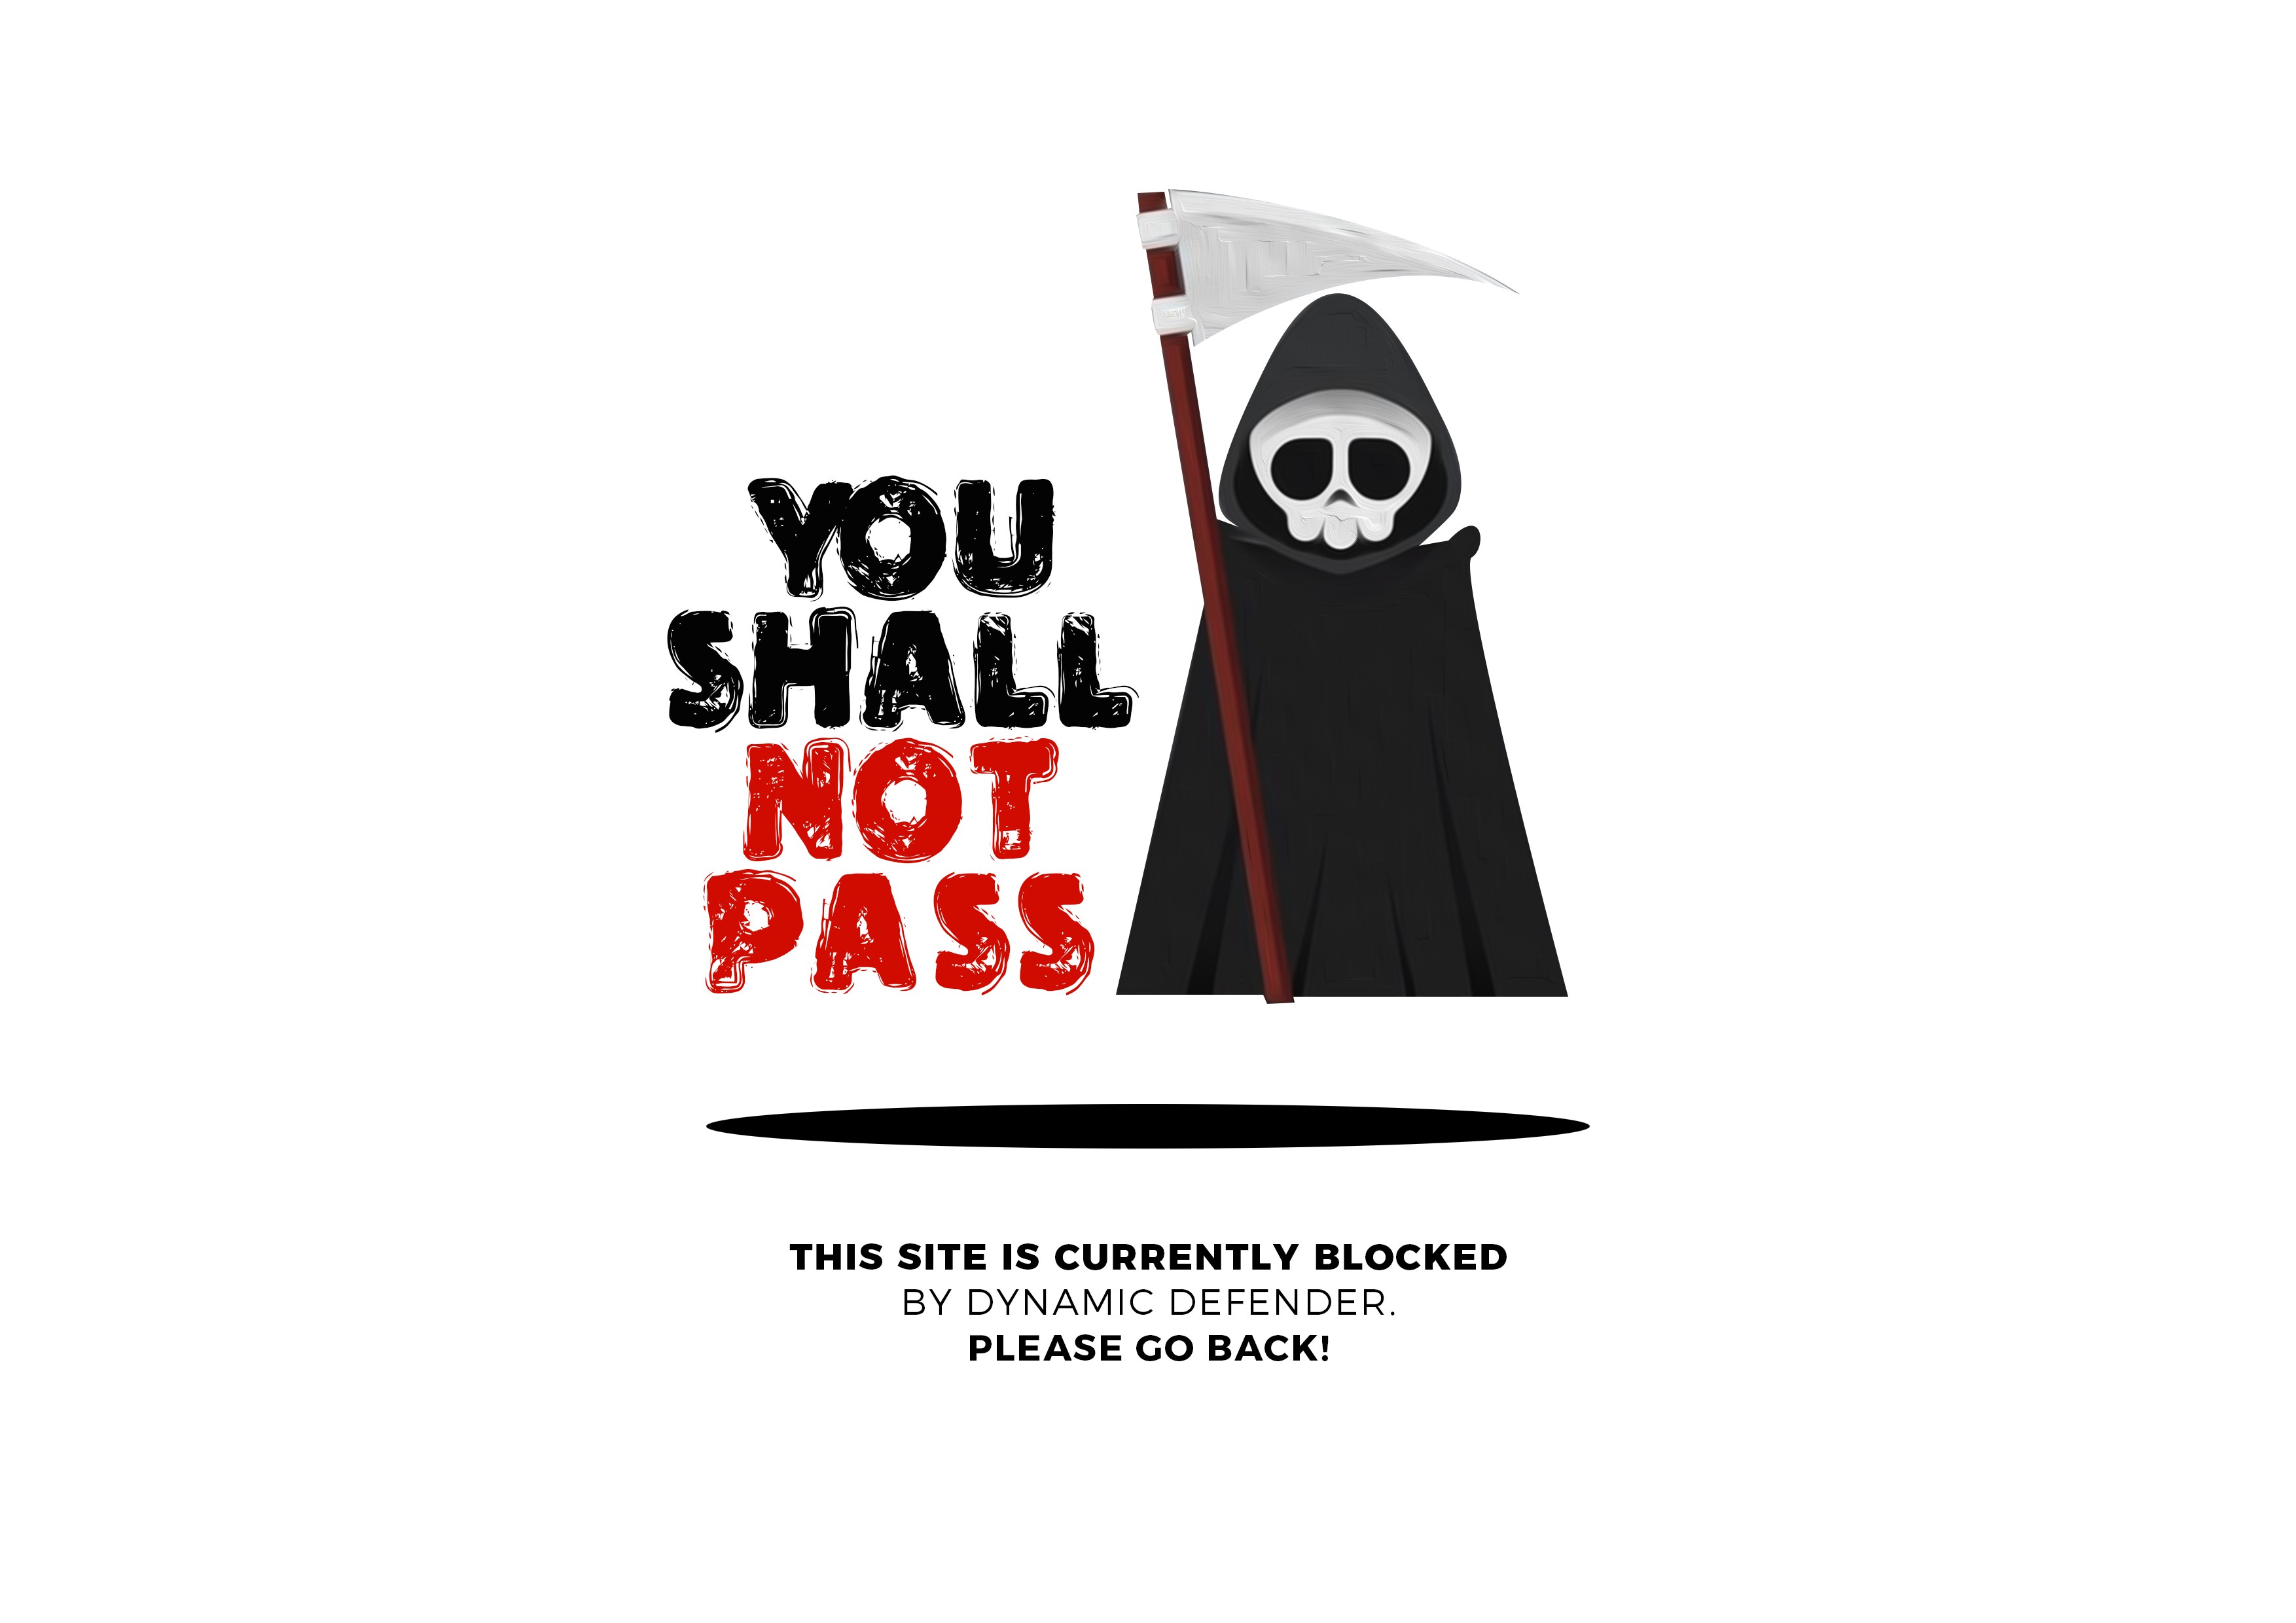 YOU
SHALL
NOT
PASS
THIS SITE IS CURRENTLY BLOCKED
BY DYNAMIC DEFENDER.
PLEASE GO BACK!